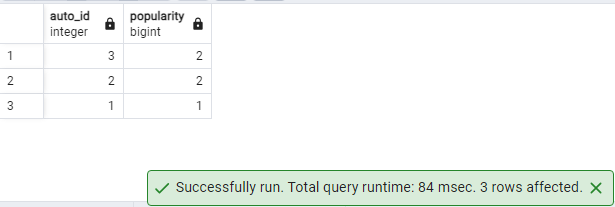 auto_id popularity
integer bigint
1 3 2
2 2 2
3 1 1
Successfully run. Total query runtime: 84 msec. 3 rows affected.